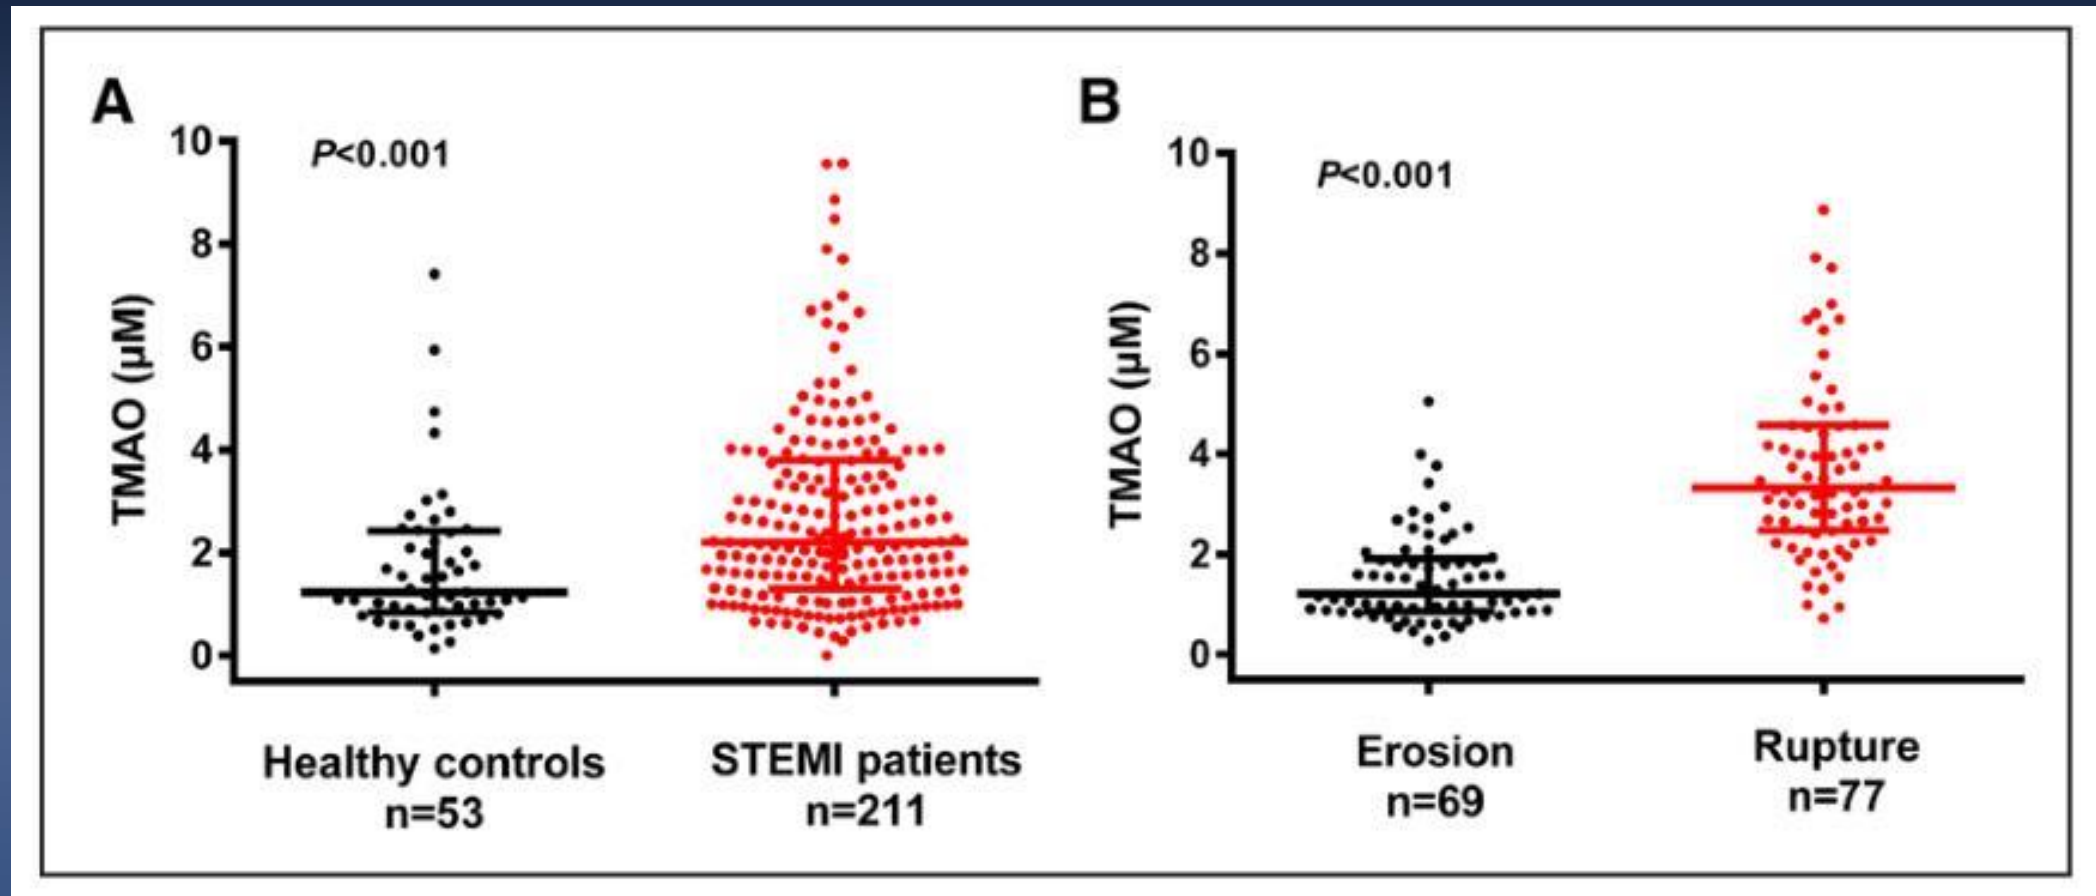 A
P<0.001
TMAO (µM)
10
8
6
4
2
0
Healthy controls
n=53
STEMI patients
n=211
B
P<0.001
TMAO (µM)
10
8
6
4
2
0
Erosion
n=69
Rupture
n=77